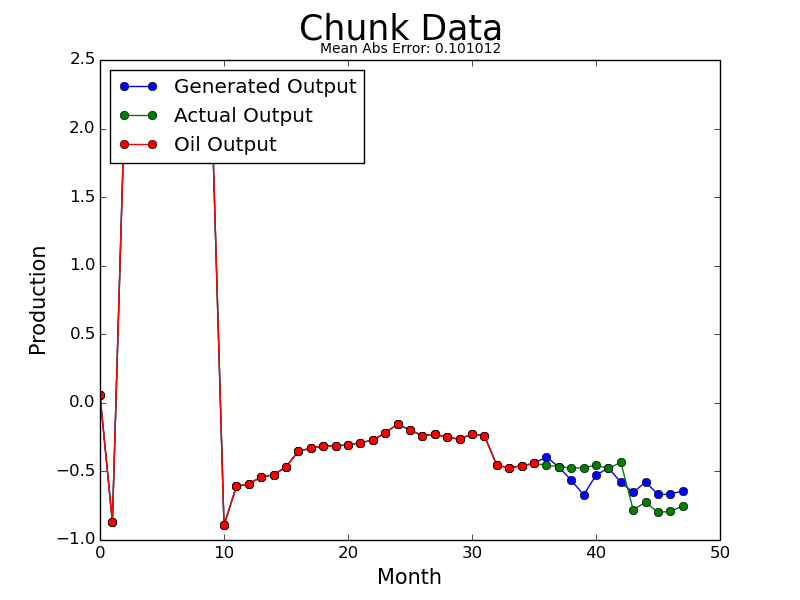 Chunk Data
Mean Abs Error: 0.101012
Generated Output
Actual Output
Oil Output
2.5
2.0
1.5
1.0
0.5
0.0
−0.5
−1.0
Production
0 10 20 30 40 50
Month